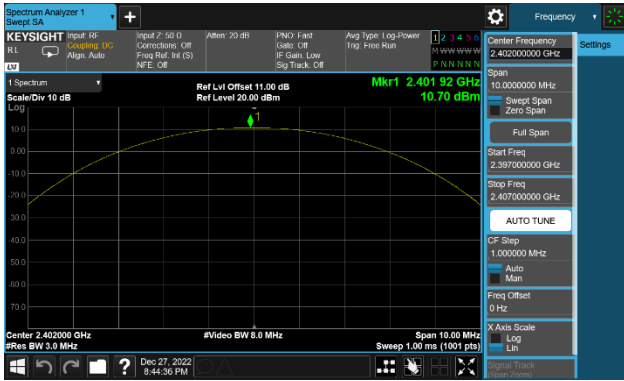 Spectrum Analyzer 1
Swept SA
+
Frequency
KEYSIGHT
RL
LXI
Input: RF
Coupling: DC
Align: Auto
Input Z: 50 Ω
Corrections: Off
Freq Ref: Int (S)
NFE: Off
Atten: 20 dB
PNO: Fast
Gate: Off
IF Gain: Low
Sig Track: Off
Avg Type: Log-Power
Trig: Free Run
1 2 3 4 5 6
M W W W W W
P N N N N N
1 Spectrum
Scale/Div 10 dB
Log
Ref Lvl Offset 11.00 dB
Ref Level 20.00 dBm
Mkr1 2.401 92 GHz
10.70 dBm
1
10.0
0.00
-10.0
-20.0
-30.0
-40.0
-50.0
-60.0
-70.0
Center 2.402000 GHz
#Res BW 3.0 MHz
#Video BW 8.0 MHz
Span 10.00 MHz
Sweep 1.00 ms (1001 pts)
?
Dec 27, 2022
8:44:36 PM
Center Frequency
2.402000000 GHz
Settings
Span
10.0000000 MHz
Swept Span
Zero Span
Full Span
Start Freq
2.397000000 GHz
Stop Freq
2.407000000 GHz
AUTO TUNE
CF Step
1.000000 MHz
Auto
Man
Freq Offset
0 Hz
X Axis Scale
Log
Lin
Signal Track
(Span Zoom)